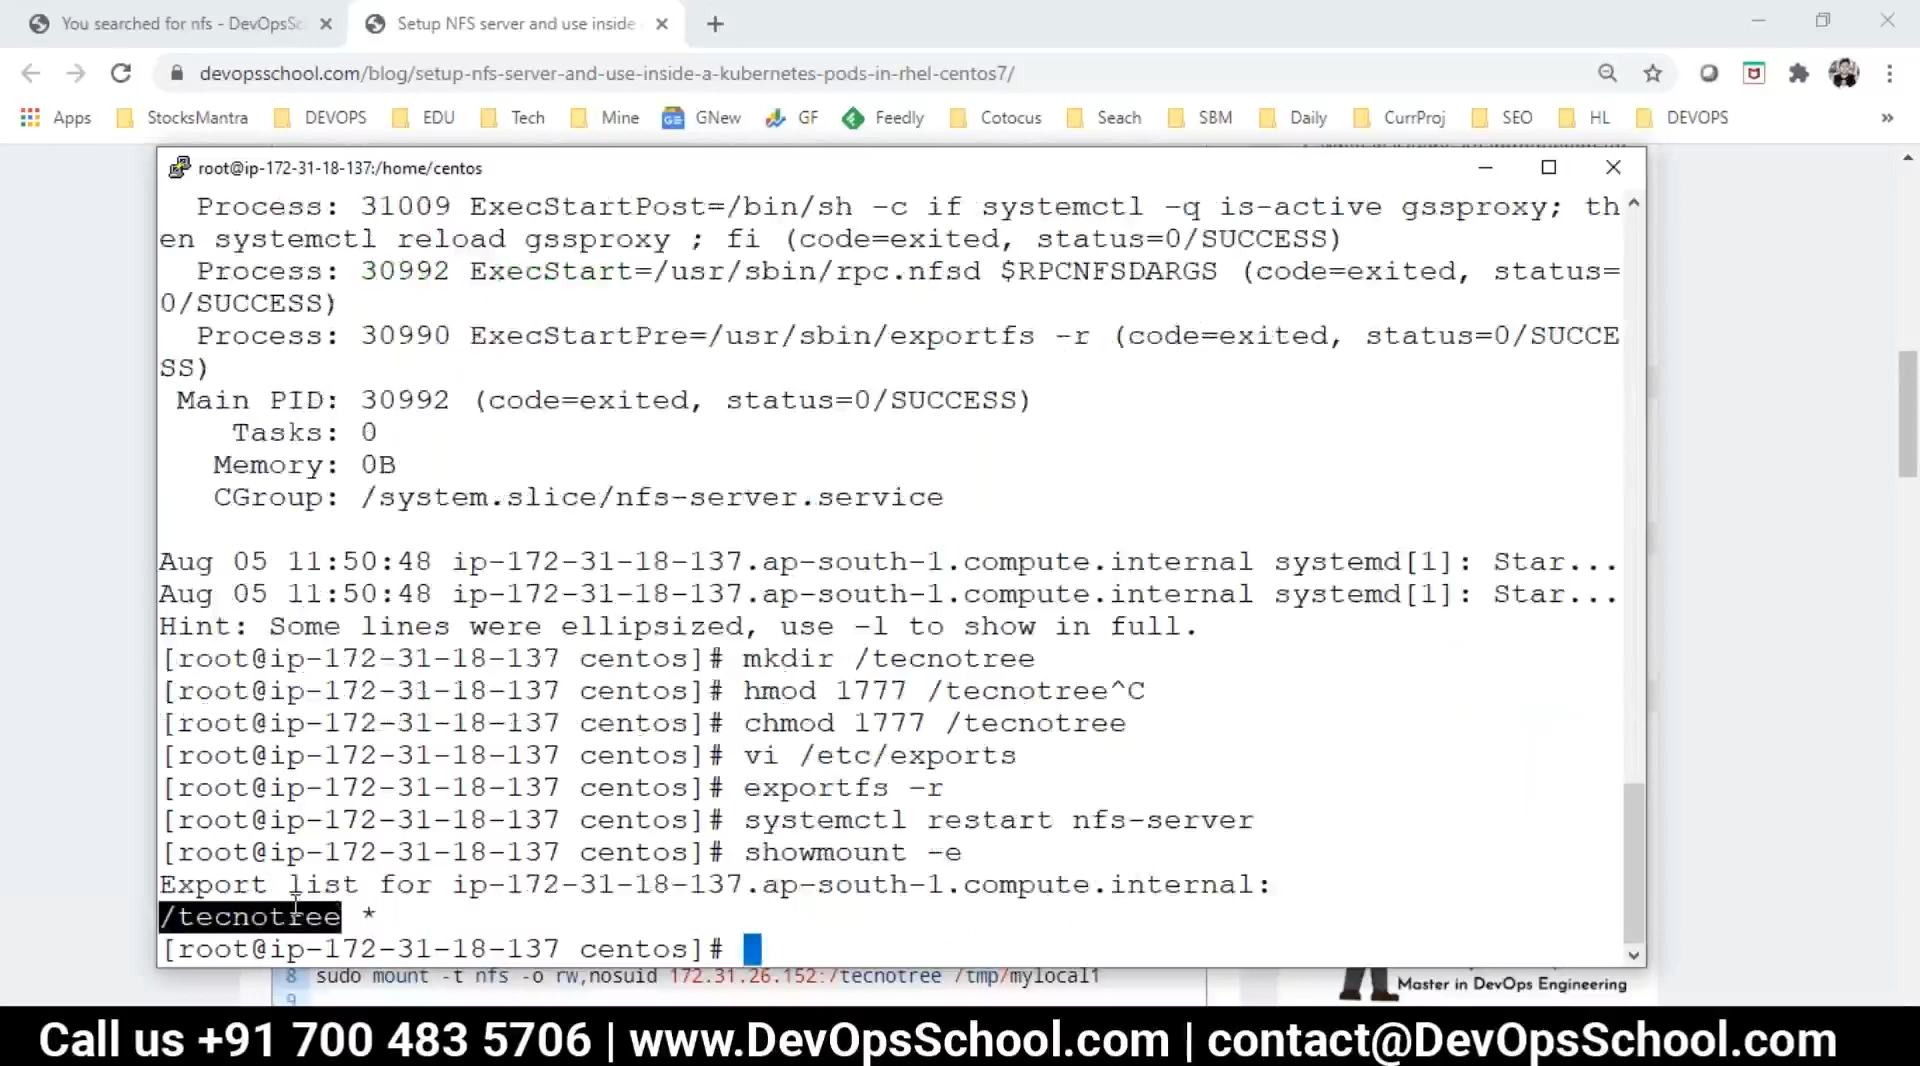 You searched for nfs - DevOpsSc
Setup NFS server and use inside
devopsschool.com/blog/setup-nfs-server-and-use-inside-a-kubernetes-pods-in-rhel-centos7/
Apps StocksMantra DEVOPS EDU Tech Mine GNew GF Feedly Cotocus Seach SBM Daily CurrProj SEO HL DEVOPS »
root@ip-172-31-18-137:/home/centos
Process: 31009 ExecStartPost=/bin/sh -c if systemctl -q is-active gssproxy; th
en systemctl reload gssproxy ; fi (code=exited, status=0/SUCCESS)
Process: 30992 ExecStart=/usr/sbin/rpc.nfsd $RPCNFSDARGS (code=exited, status=
0/SUCCESS)
Process: 30990 ExecStartPre=/usr/sbin/exportfs -r (code=exited, status=0/SUCCE
SS)
Main PID: 30992 (code=exited, status=0/SUCCESS)
Tasks: 0
Memory: 0B
CGroup: /system.slice/nfs-server.service
Aug 05 11:50:48 ip-172-31-18-137.ap-south-1.compute.internal systemd[1]: Star...
Aug 05 11:50:48 ip-172-31-18-137.ap-south-1.compute.internal systemd[1]: Star...
Hint: Some lines were ellipsized, use -l to show in full.
[root@ip-172-31-18-137 centos]# mkdir /tecnotree
[root@ip-172-31-18-137 centos]# hmod 1777 /tecnotree^C
[root@ip-172-31-18-137 centos]# chmod 1777 /tecnotree
[root@ip-172-31-18-137 centos]# vi /etc/exports
[root@ip-172-31-18-137 centos]# exportfs -r
[root@ip-172-31-18-137 centos]# systemctl restart nfs-server
[root@ip-172-31-18-137 centos]# showmount -e
Export list for ip-172-31-18-137.ap-south-1.compute.internal:
/tecnotree *
[root@ip-172-31-18-137 centos]#
8 sudo mount -t nfs -o rw,nosuid 172.31.26.152:/tecnotree /tmp/mylocal1
9
Master in DevOps Engineering
Call us +91 700 483 5706 | www.DevOpsSchool.com | contact@DevOpsSchool.com